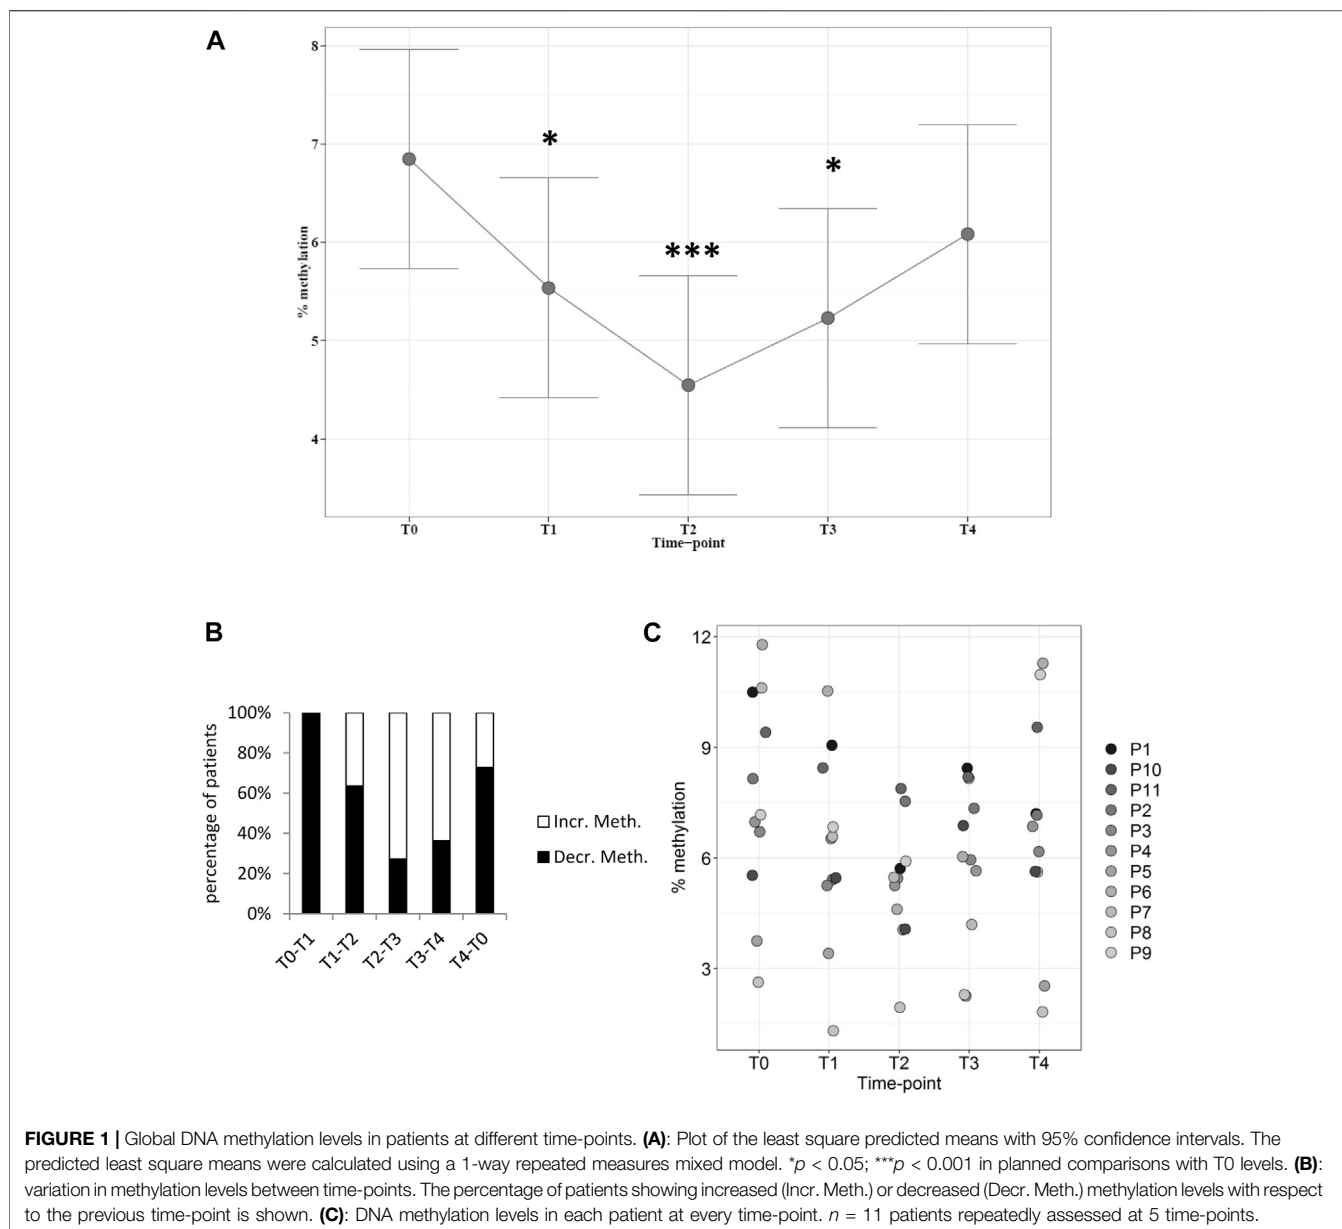 A
8
7
6
5
4
% methylation
*
***
*
T0 T1 T2 T3 T4
Time−point
B
100%
80%
60%
40%
20%
0%
percentage of patients
T0-T1 T1-T2 T2-T3 T3-T4 T4-T0
Incr. Meth.
Decr. Meth.
C
12
9
6
3
% methylation
T0 T1 T2 T3 T4
Time-point
P1
P10
P11
P2
P3
P4
P5
P6
P7
P8
P9
FIGURE 1 | Global DNA methylation levels in patients at different time-points. (A): Plot of the least square predicted means with 95% confidence intervals. The
predicted least square means were calculated using a 1-way repeated measures mixed model. *p < 0.05; ***p < 0.001 in planned comparisons with T0 levels. (B):
variation in methylation levels between time-points. The percentage of patients showing increased (Incr. Meth.) or decreased (Decr. Meth.) methylation levels with respect
to the previous time-point is shown. (C): DNA methylation levels in each patient at every time-point. n = 11 patients repeatedly assessed at 5 time-points.